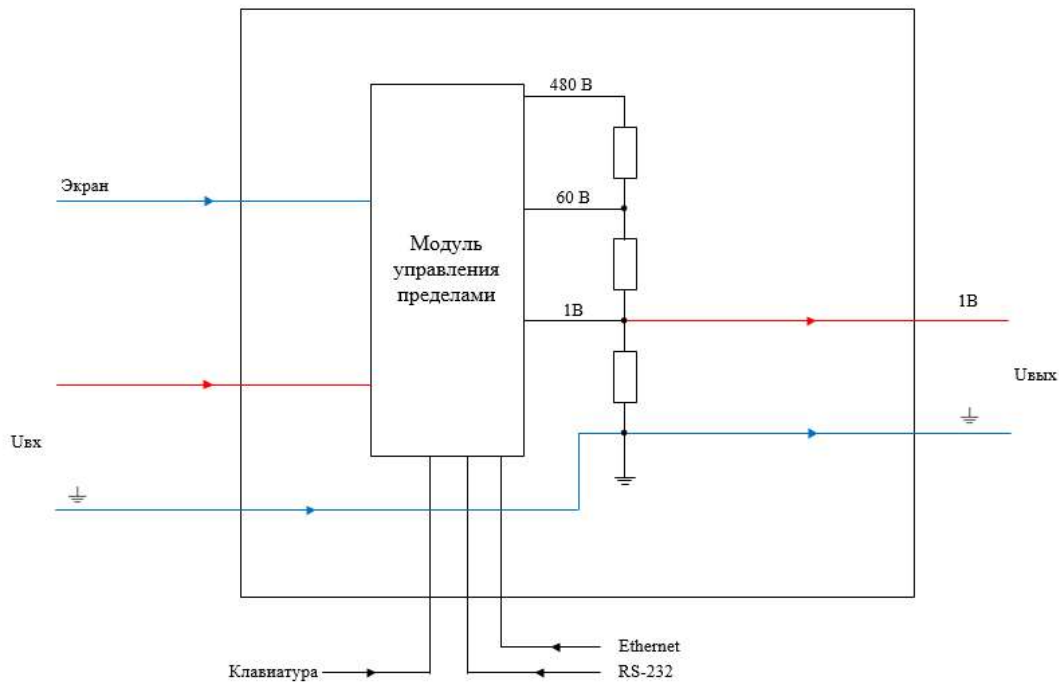 480 В
Экран
60 В
Модуль
управления
пределами
1В
1В
Uвых
Uвх
Ethernet
Клавиатура
RS-232